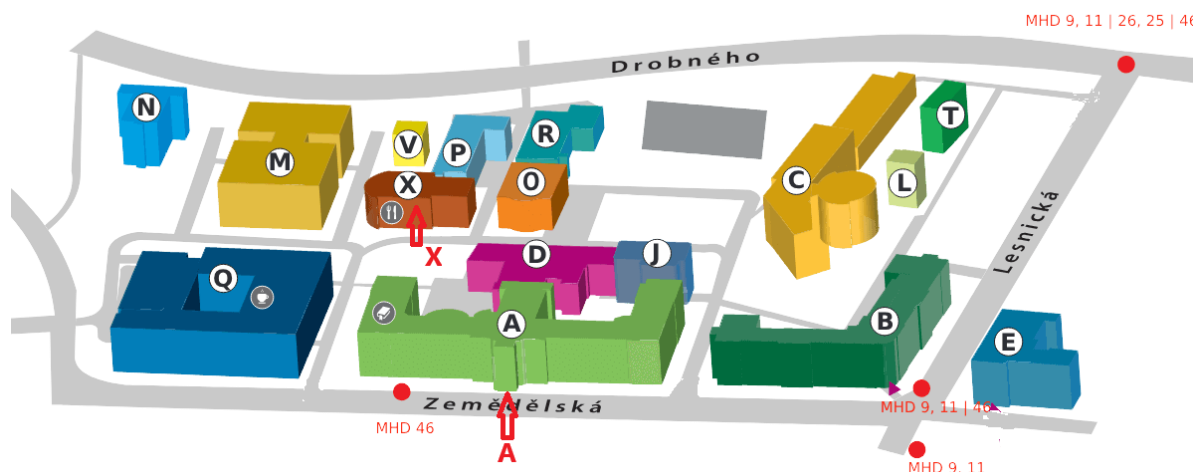 MHD 9, 11 | 26, 25 | 46
Drobného
N
M
V
P
R
T
X
O
C
L
X
Lesnická
Q
D
J
A
B
E
Zemědělská
MHD 46
A
MHD 9, 11 | 46
MHD 9, 11